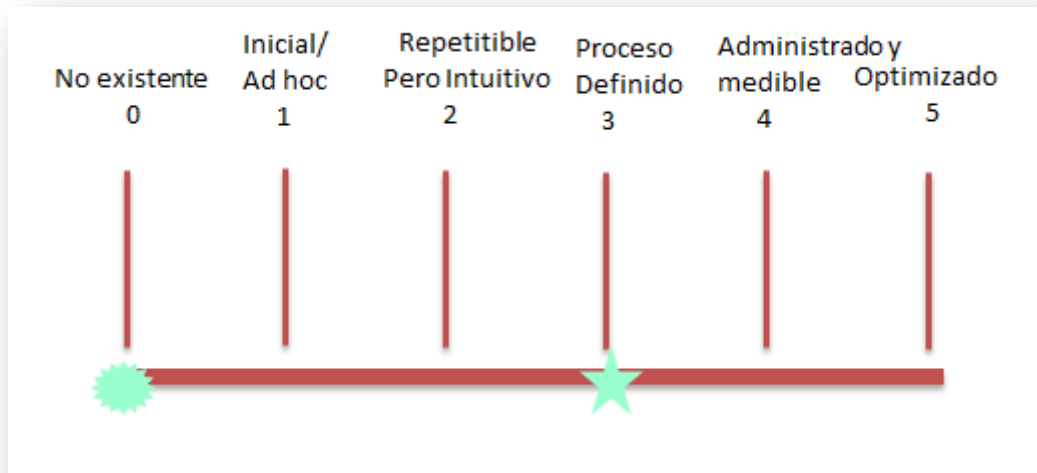 No existente
0
Inicial/
Ad hoc
1
Repetitible
Pero Intuitivo
2
Proceso
Definido
3
Administrado y
medible
4
Optimizado
5